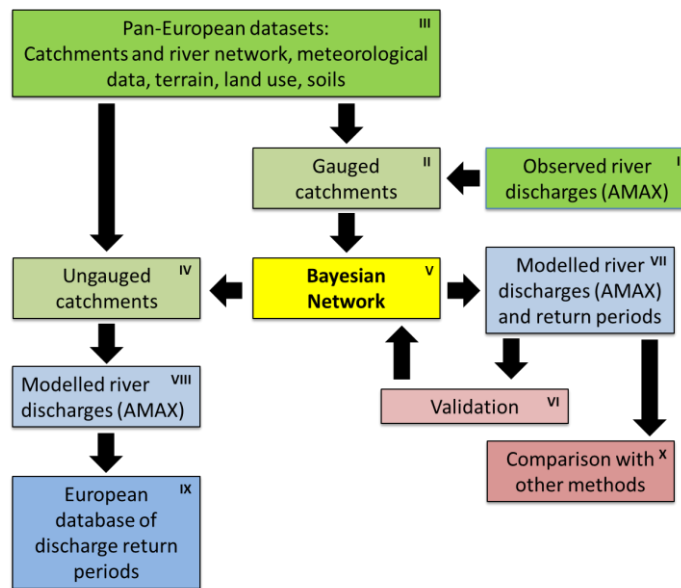 Pan-European datasets: III
Catchments and river network, meteorological
data, terrain, land use, soils
Gauged II
catchments
Observed river I
discharges (AMAX)
Ungauged IV
catchments
Bayesian V
Network
Modelled river VII
discharges (AMAX)
and return periods
Modelled river VIII
discharges (AMAX)
Validation VI
European IX
database of
discharge return
periods
Comparison with X
other methods